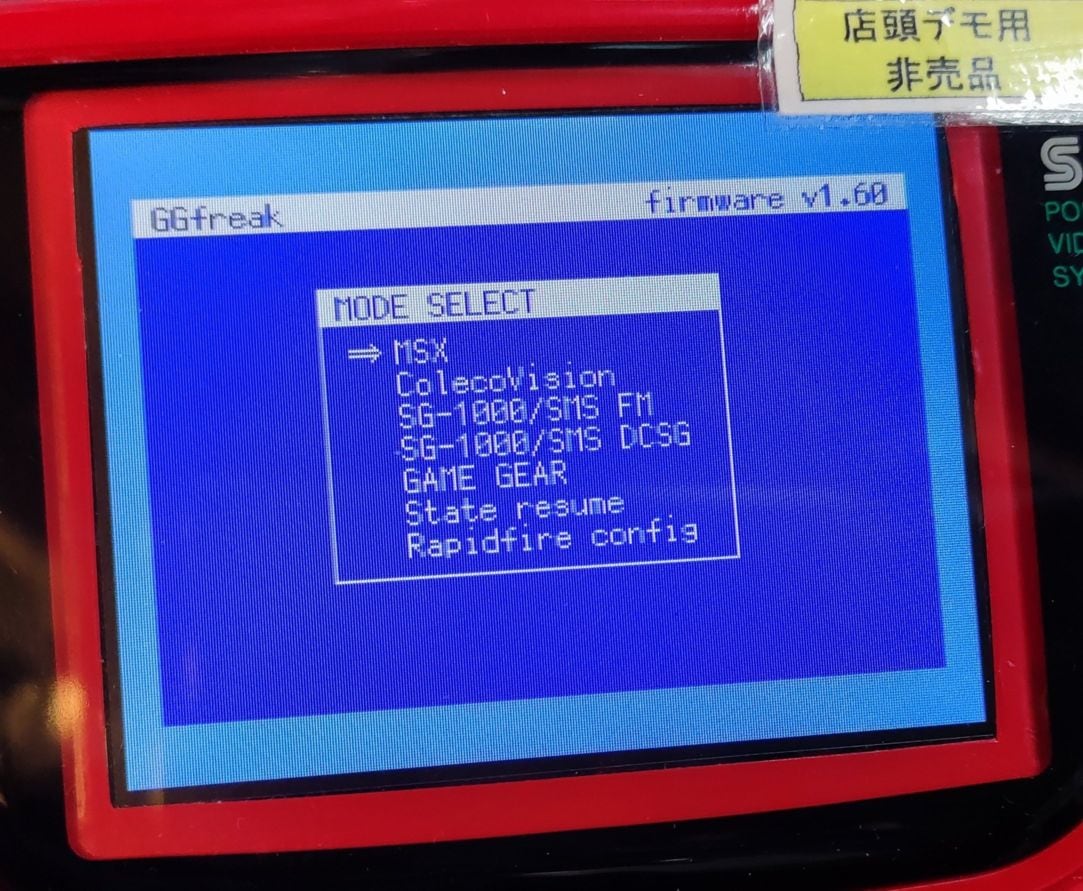 店頭デモ用
非売品
GGfreak firmware v1.60
MODE SELECT
⇒ MSX
ColecoVision
SG-1000/SMS FM
SG-1000/SMS DCSG
GAME GEAR
State resume
Rapidfire config